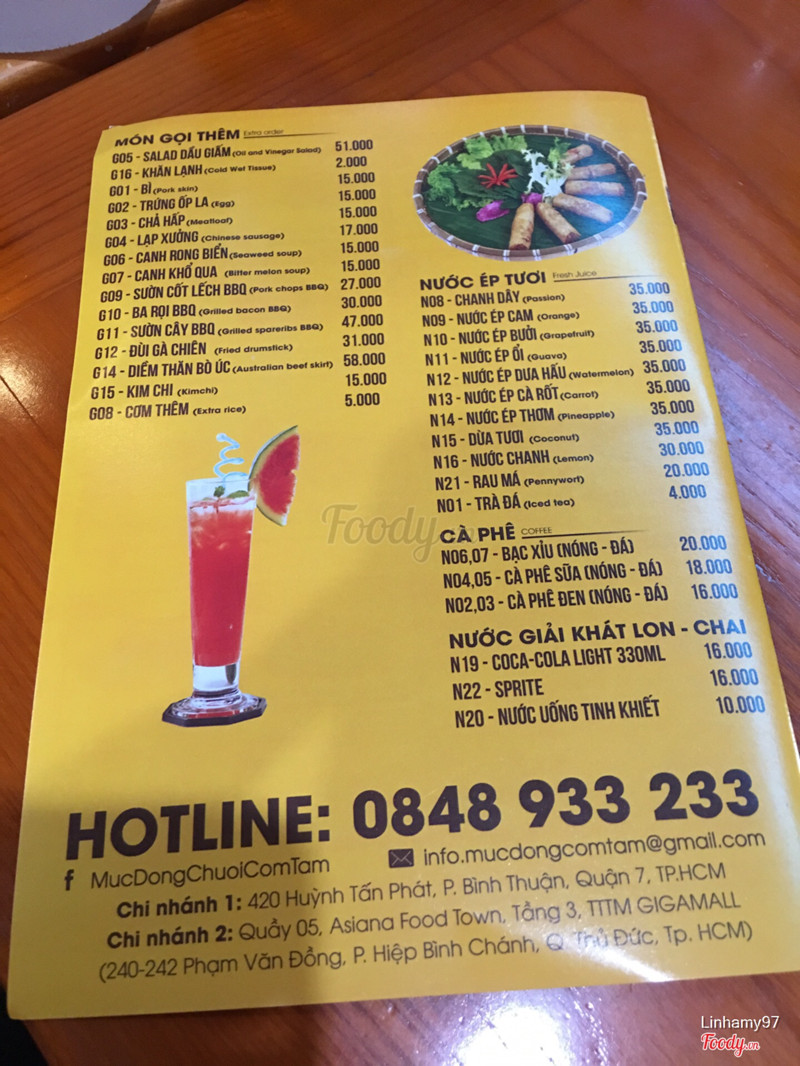 MÓN GỌI THÊM Extra order
G05 - SALAD DẦU GIẤM (Oil and Vinegar Salad) 51.000
G16 - KHĂN LẠNH (Cold Wet Tissue) 2.000
G01 - BÌ (Pork skin) 15.000
G02 - TRỨNG ỐP LA (Egg) 15.000
G03 - CHẢ HẤP (Meatloaf) 15.000
G04 - LẠP XƯỞNG (Chinese sausage) 17.000
G06 - CANH RONG BIỂN (Seaweed soup) 15.000
G07 - CANH KHỔ QUA (Bitter melon soup) 15.000
G09 - SƯỜN CỐT LẾCH BBQ (Pork chops BBQ) 27.000
G10 - BA RỌI BBQ (Grilled bacon BBQ) 30.000
G11 - SƯỜN CÂY BBQ (Grilled spareribs BBQ) 47.000
G12 - ĐÙI GÀ CHIÊN (Fried drumstick) 31.000
G14 - DIỀM THĂN BÒ ÚC (Australian beef skirt) 58.000
G15 - KIM CHI (Kimchi) 15.000
G08 - CƠM THÊM (Extra rice) 5.000
NƯỚC ÉP TƯƠI Fresh Juice
N08 - CHANH DÂY (Passion) 35.000
N09 - NƯỚC ÉP CAM (Orange) 35.000
N10 - NƯỚC ÉP BƯỞI (Grapefruit) 35.000
N11 - NƯỚC ÉP ỔI (Guava) 35.000
N12 - NƯỚC ÉP DƯA HẤU (Watermelon) 35.000
N13 - NƯỚC ÉP CÀ RỐT (Carrot) 35.000
N14 - NƯỚC ÉP THƠM (Pineapple) 35.000
N15 - DỪA TƯƠI (Coconut) 35.000
N16 - NƯỚC CHANH (Lemon) 30.000
N21 - RAU MÁ (Pennywort) 20.000
N01 - TRÀ ĐÁ (Iced tea) 4.000
CÀ PHÊ COFFEE
N06,07 - BẠC XỈU (NÓNG - ĐÁ) 20.000
N04,05 - CÀ PHÊ SỮA (NÓNG - ĐÁ) 18.000
N02,03 - CÀ PHÊ ĐEN (NÓNG - ĐÁ) 16.000
NƯỚC GIẢI KHÁT LON - CHAI
N19 - COCA-COLA LIGHT 330ML 16.000
N22 - SPRITE 16.000
N20 - NƯỚC UỐNG TINH KHIẾT 10.000
Foody.vn
HOTLINE: 0848 933 233
f MucDongChuoiComTam info.mucdongcomtam@gmail.com
Chi nhánh 1: 420 Huỳnh Tấn Phát, P. Bình Thuận, Quận 7, TP.HCM
Chi nhánh 2: Quầy 05, Asiana Food Town, Tầng 3, TTTM GIGAMALL
(240-242 Phạm Văn Đồng, P. Hiệp Bình Chánh, Q. Thủ Đức, Tp. HCM)
Linhamy97
Foody.vn